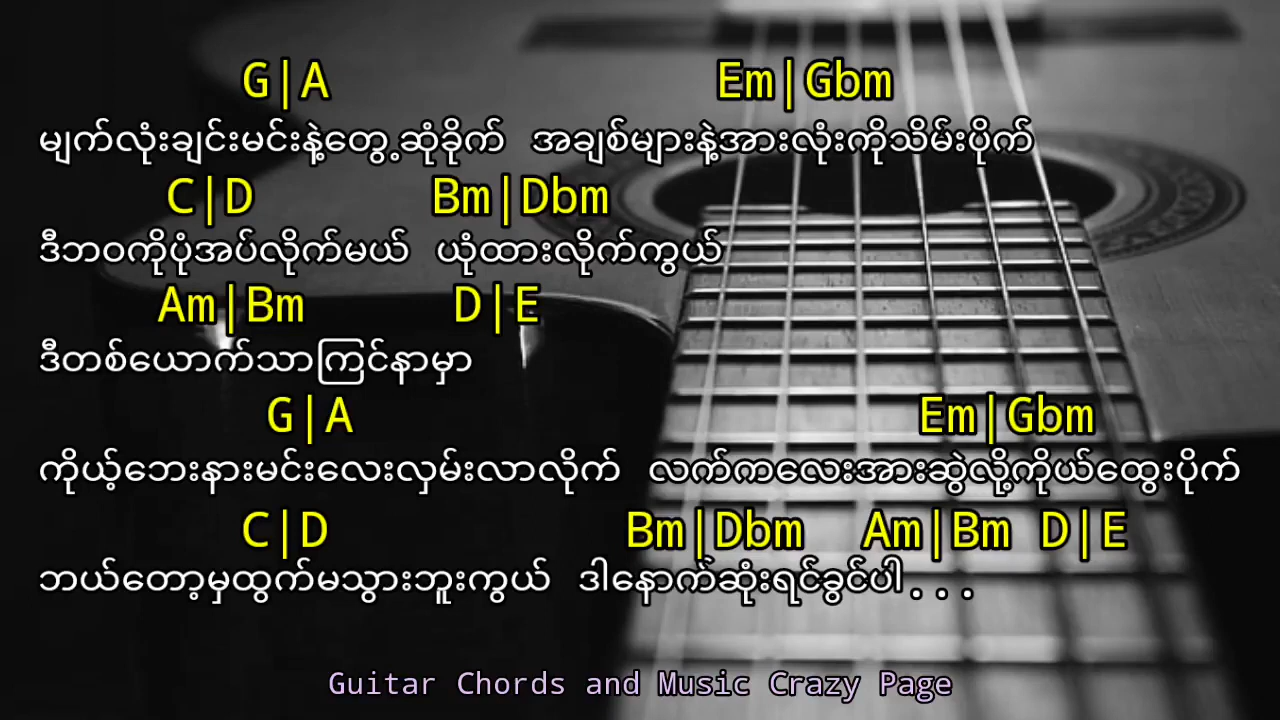 G|A Em|Gbm
မျက်လုံးချင်းမင်းနဲ့တွေ့ဆုံခိုက် အချစ်များနဲ့အားလုံးကိုသိမ်းပိုက်
C|D Bm|Dbm
ဒီဘဝကိုပုံအပ်လိုက်မယ် ယုံထားလိုက်ကွယ်
Am|Bm D|E
ဒီတစ်ယောက်သာကြင်နာမှာ
G|A Em|Gbm
ကိုယ့်ဘေးနားမင်းလေးလှမ်းလာလိုက် လက်ကလေးအားဆွဲလို့ကိုယ်ထွေးပိုက်
C|D Bm|Dbm Am|Bm D|E
ဘယ်တော့မှထွက်မသွားဘူးကွယ် ဒါနောက်ဆုံးရင်ခွင်ပါ...
Guitar Chords and Music Crazy Page